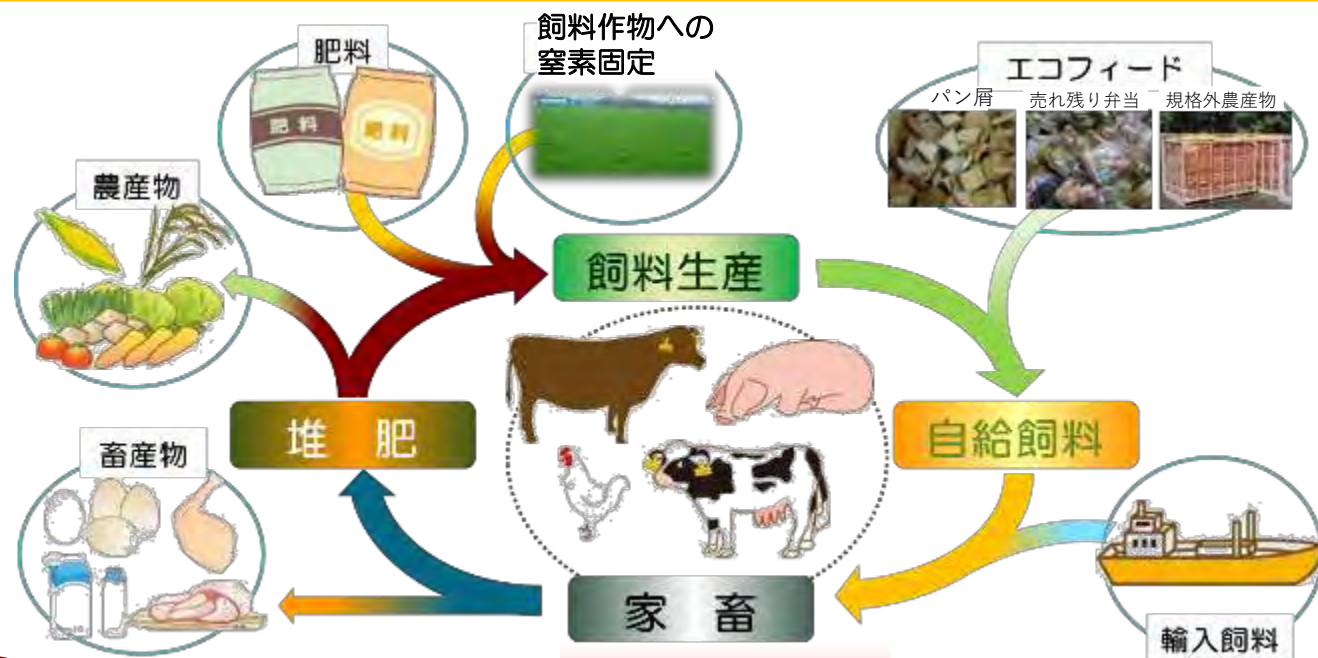 飼料作物への
窒素固定
肥料
エコフィード
パン屑
売れ残り弁当
規格外農産物
肥料
肥料
農産物
飼料生産
堆 肥
自給飼料
畜産物
家 畜
輸入飼料